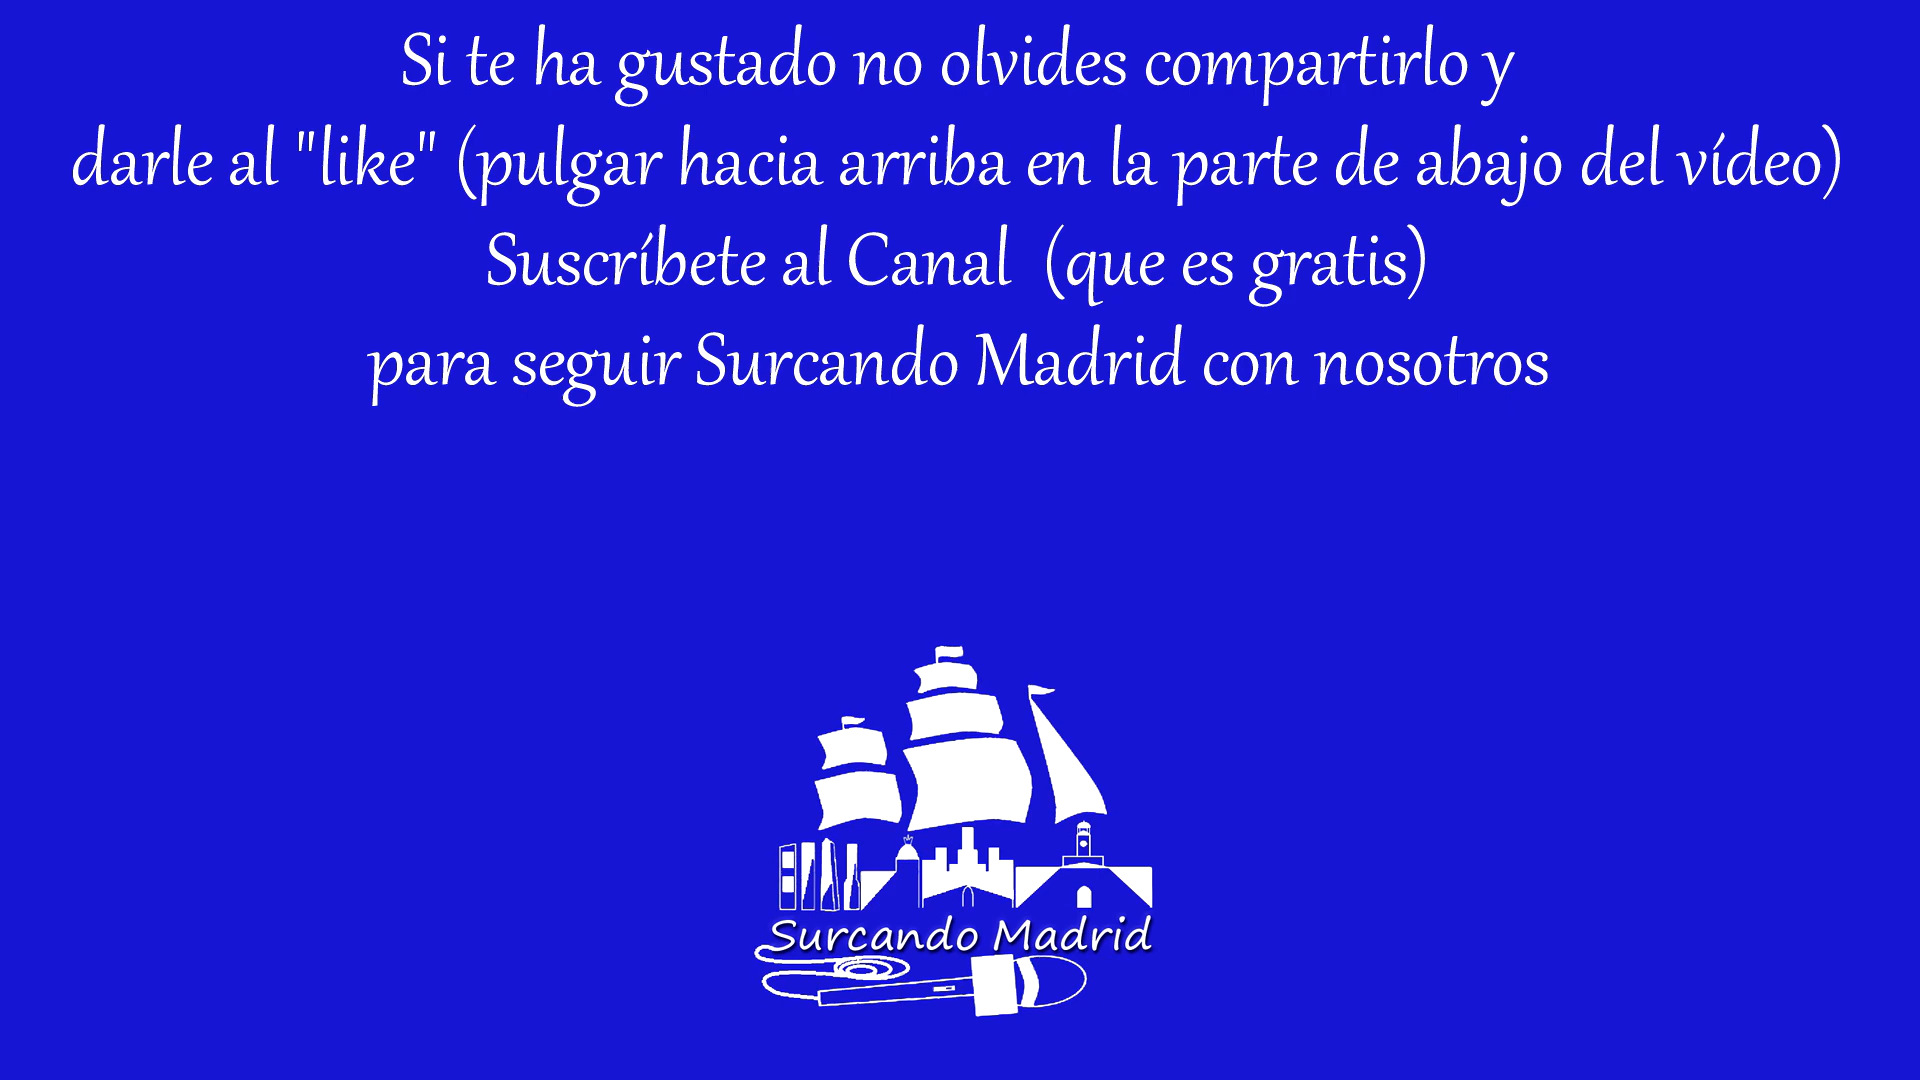 Si te ha gustado no olvides compartirlo y
darle al "like" (pulgar hacia arriba en la parte de abajo del vídeo)
Suscríbete al Canal  (que es gratis)
para seguir Surcando Madrid con nosotros
Surcando Madrid